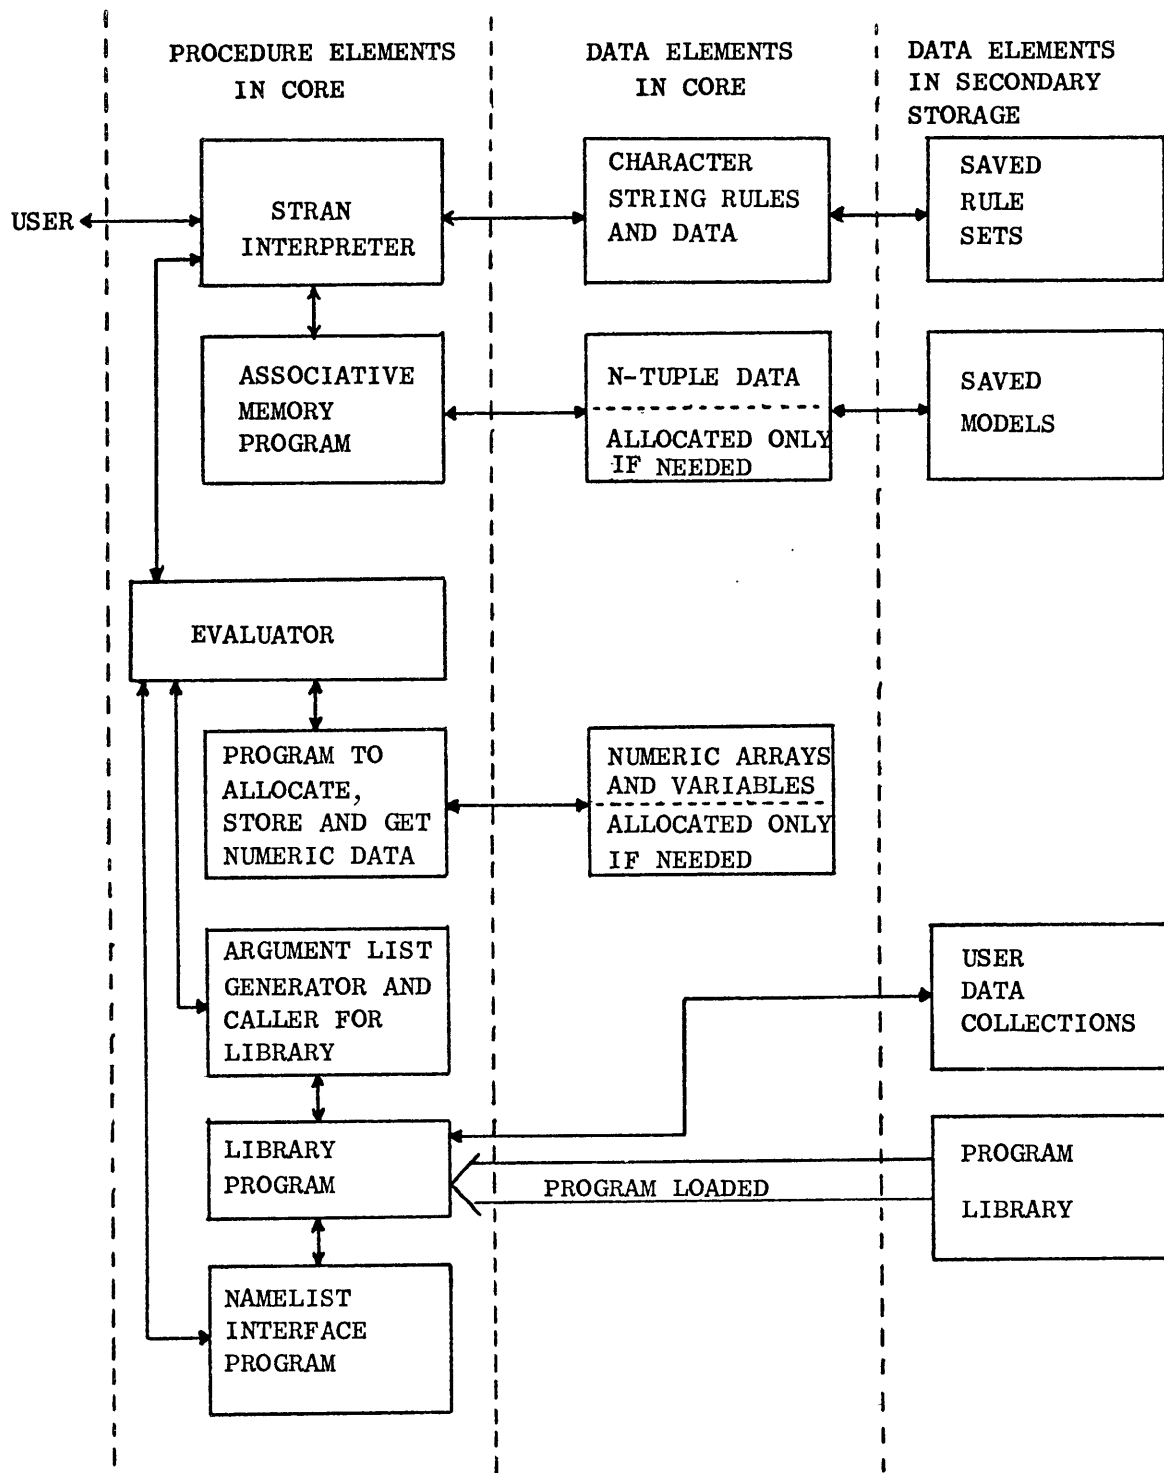 PROCEDURE ELEMENTS
IN CORE
DATA ELEMENTS
IN CORE
DATA ELEMENTS
IN SECONDARY
STORAGE
USER
STRAN
INTERPRETER
CHARACTER
STRING RULES
AND DATA
SAVED
RULE
SETS
ASSOCIATIVE
MEMORY
PROGRAM
N-TUPLE DATA
ALLOCATED ONLY
IF NEEDED
SAVED
MODELS
EVALUATOR
PROGRAM TO
ALLOCATE,
STORE AND GET
NUMERIC DATA
NUMERIC ARRAYS
AND VARIABLES
ALLOCATED ONLY
IF NEEDED
ARGUMENT LIST
GENERATOR AND
CALLER FOR
LIBRARY
USER
DATA
COLLECTIONS
LIBRARY
PROGRAM
PROGRAM LOADED
PROGRAM
LIBRARY
NAMELIST
INTERFACE
PROGRAM